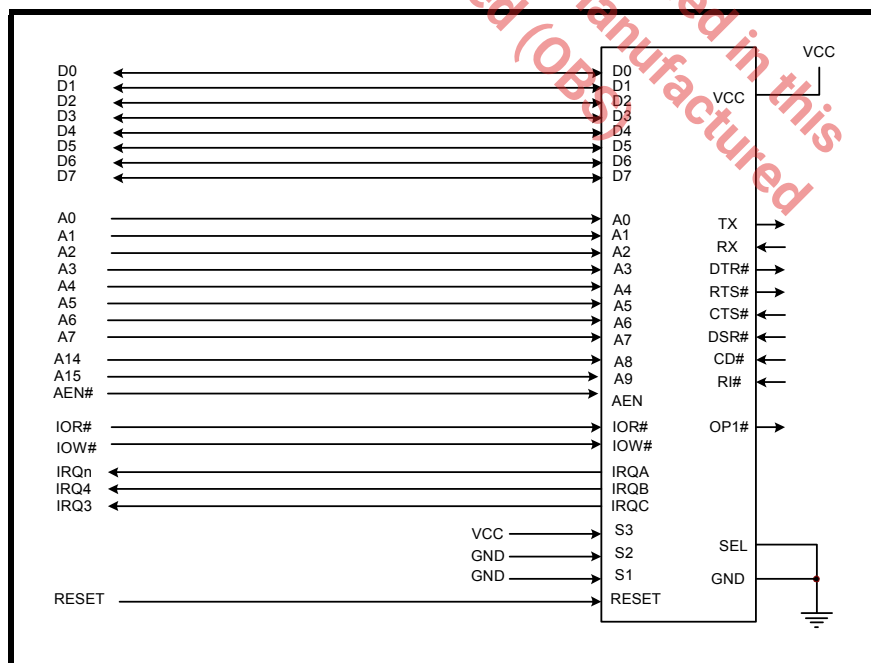 ed in this
anufactured
ed (OBS)
VCC
D0 D0
D1 D1
D2 D2
D3 D3
D4 D4
D5 D5
D6 D6
D7 D7
VCC
A0 A0
A1 A1
A2 A2
A3 A3
A4 A4
A5 A5
A6 A6
A7 A7
A14 A8
A15 A9
AEN# AEN
IOR# IOR#
IOW# IOW#
IRQn IRQA
IRQ4 IRQB
IRQ3 IRQC
VCC S3
GND S2
GND S1
RESET RESET
TX
RX
DTR#
RTS#
CTS#
DSR#
CD#
RI#
OP1#
SEL
GND